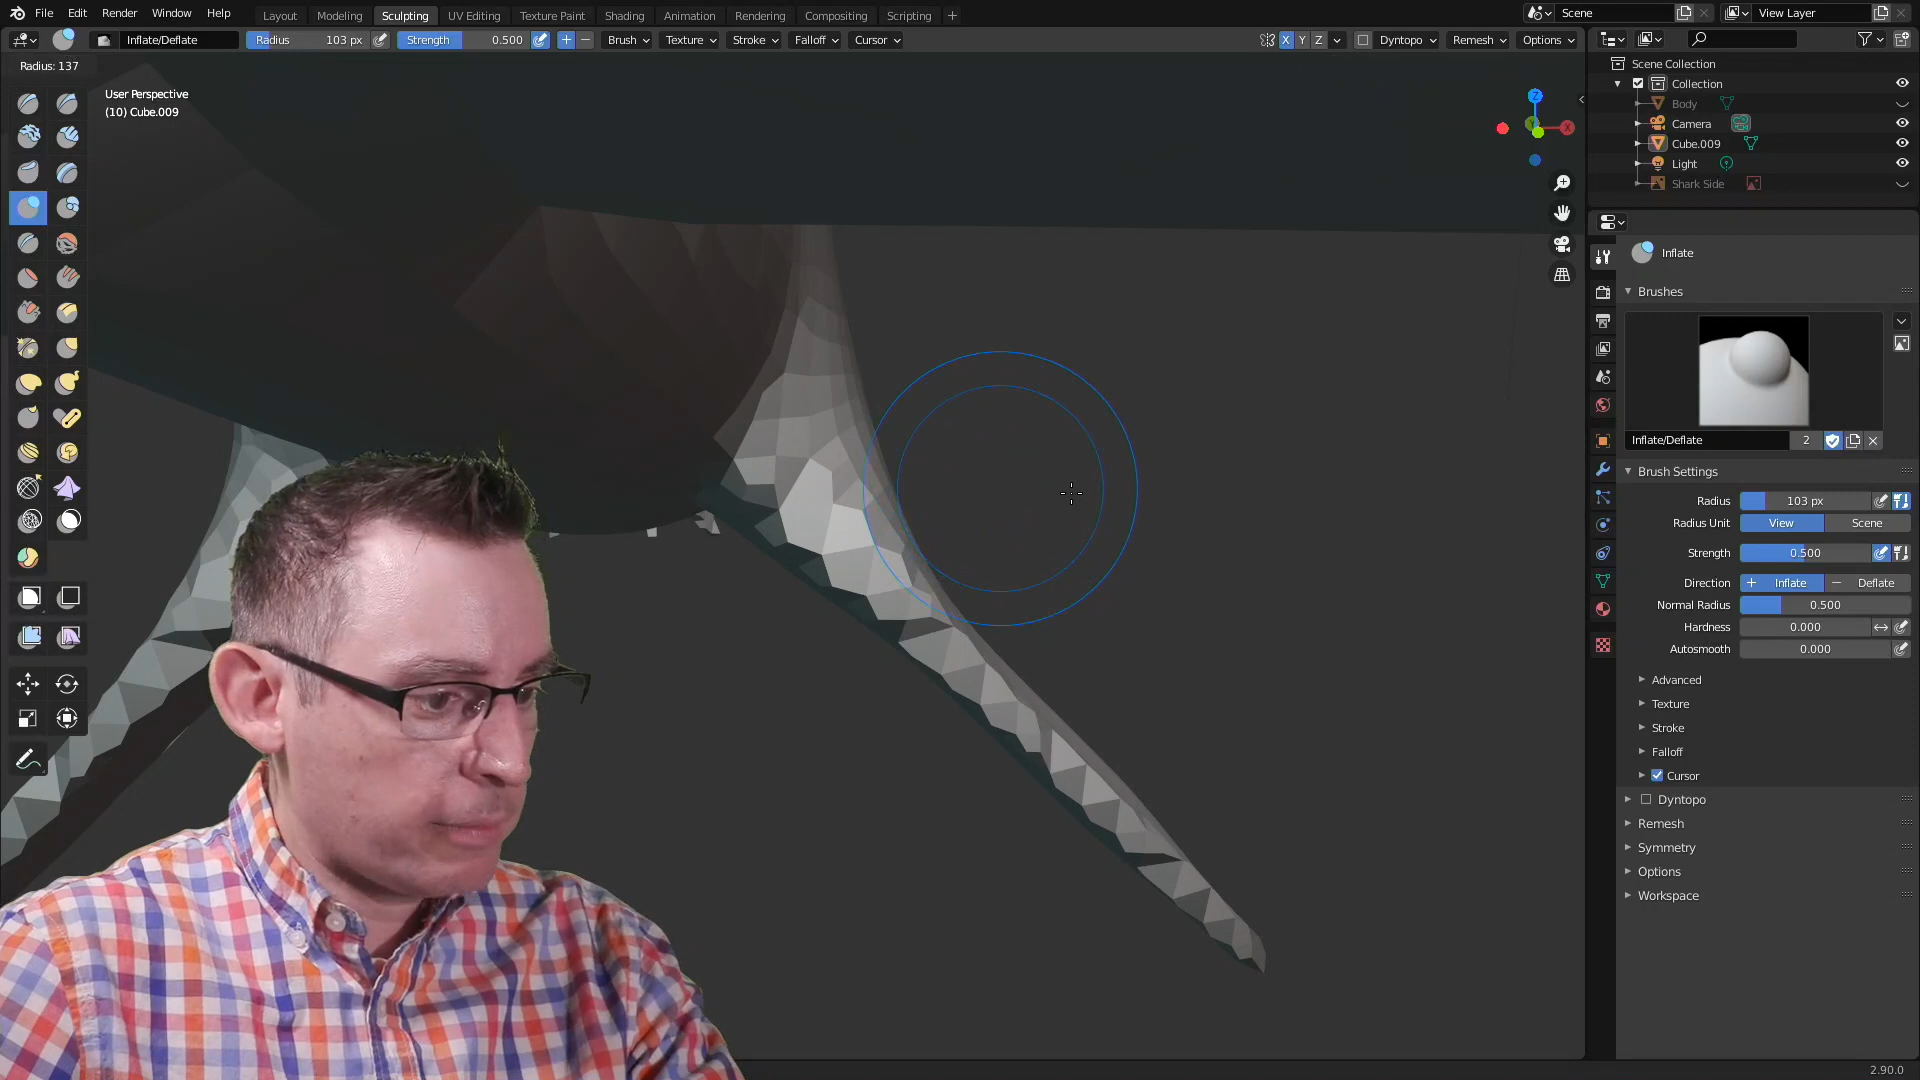 File Edit Render Window Help
Layout Modeling Sculpting UV Editing Texture Paint Shading Animation Rendering Compositing Scripting +
Scene
View Layer
Inflate/Deflate
Radius 103 px
Strength 0.500
+ −
Brush Texture Stroke Falloff Cursor
X Y Z
Dyntopo Remesh Options
Radius: 137
User Perspective
(10) Cube.009
Z
X
Scene Collection
Collection
Body
Camera
Cube.009
Light
Shark Side
Inflate
Brushes
Inflate/Deflate 2
Brush Settings
Radius 103 px
Radius Unit View Scene
Strength 0.500
Direction + Inflate − Deflate
Normal Radius 0.500
Hardness 0.000
Autosmooth 0.000
Advanced
Texture
Stroke
Falloff
Cursor
Dyntopo
Remesh
Symmetry
Options
Workspace
2.90.0